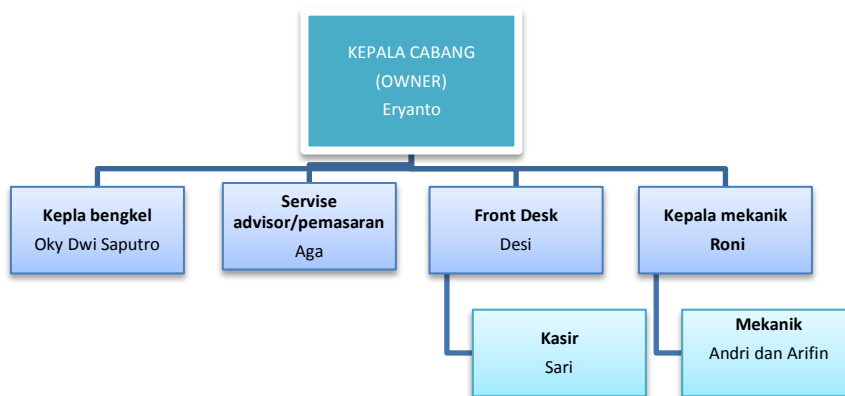 KEPALA CABANG
(OWNER)
Eryanto
Kepla bengkel
Oky Dwi Saputro
Servise
advisor/pemasaran
Aga
Front Desk
Desi
Kepala mekanik
Roni
Kasir
Sari
Mekanik
Andri dan Arifin